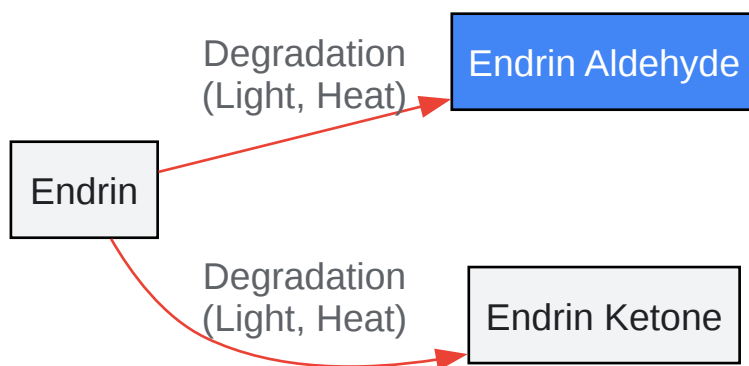 Degradation
(Light, Heat)
Endrin Aldehyde
Endrin
Degradation
(Light, Heat)
Endrin Ketone